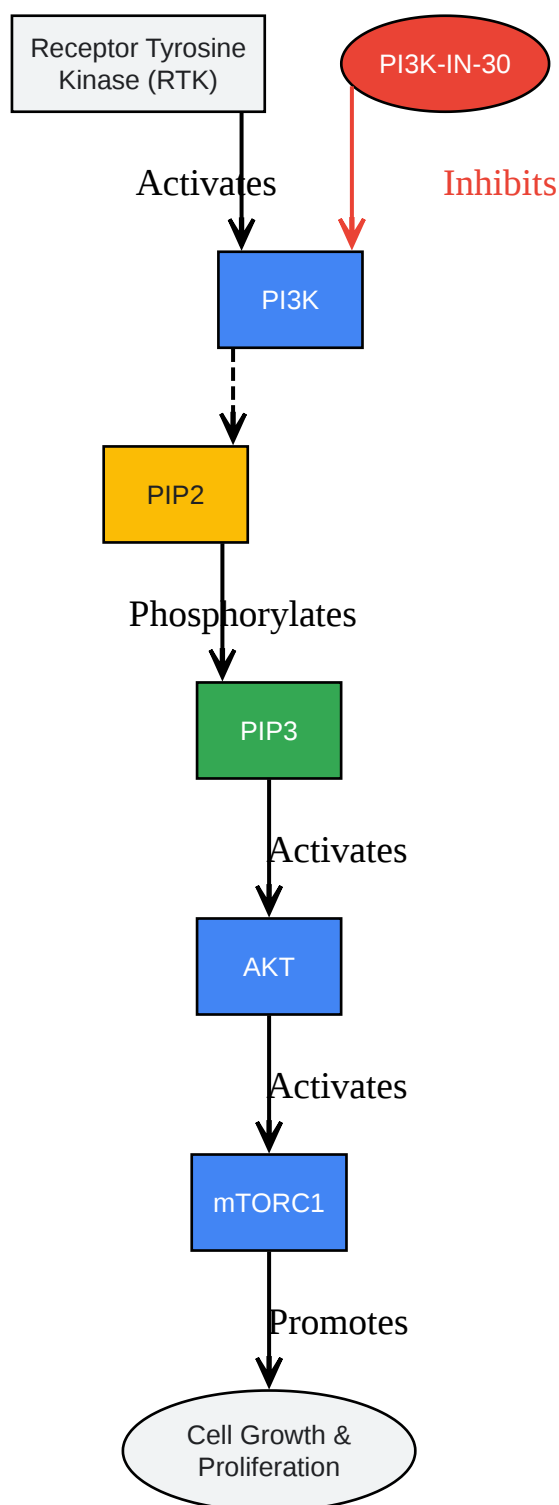 Receptor Tyrosine
Kinase (RTK)
PI3K-IN-30
Activates
Inhibits
PI3K
PIP2
Phosphorylates
PIP3
Activates
AKT
Activates
mTORC1
Promotes
Cell Growth &
Proliferation